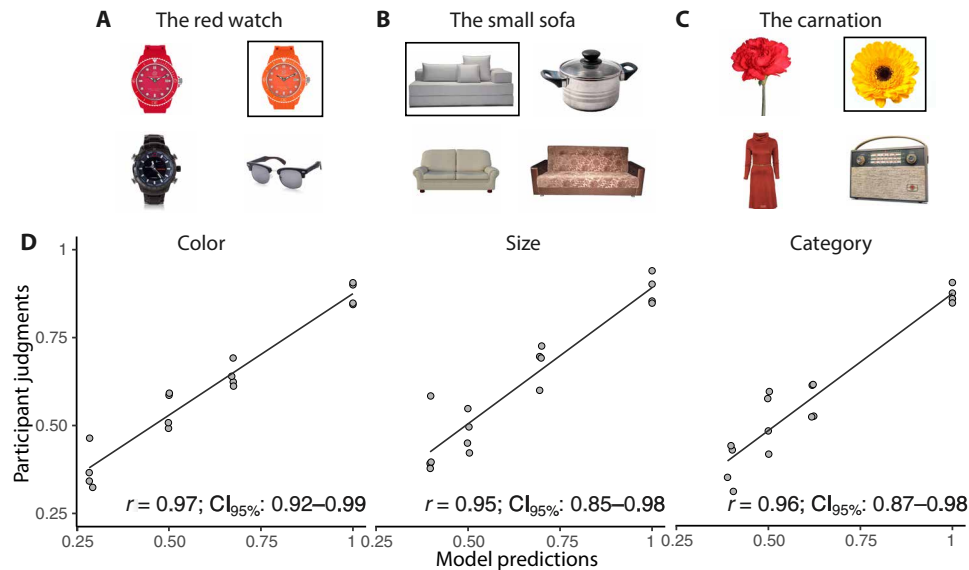 A The red watch
B The small sofa
C The carnation
D Color
Size
Category
Participant judgments
1
0.75
0.50
0.25
r = 0.97; CI95%: 0.92–0.99
r = 0.95; CI95%: 0.85–0.98
r = 0.96; CI95%: 0.87–0.98
0.25 0.50 0.75 1 0.25 0.50 0.75 1 0.25 0.50 0.75 1
Model predictions